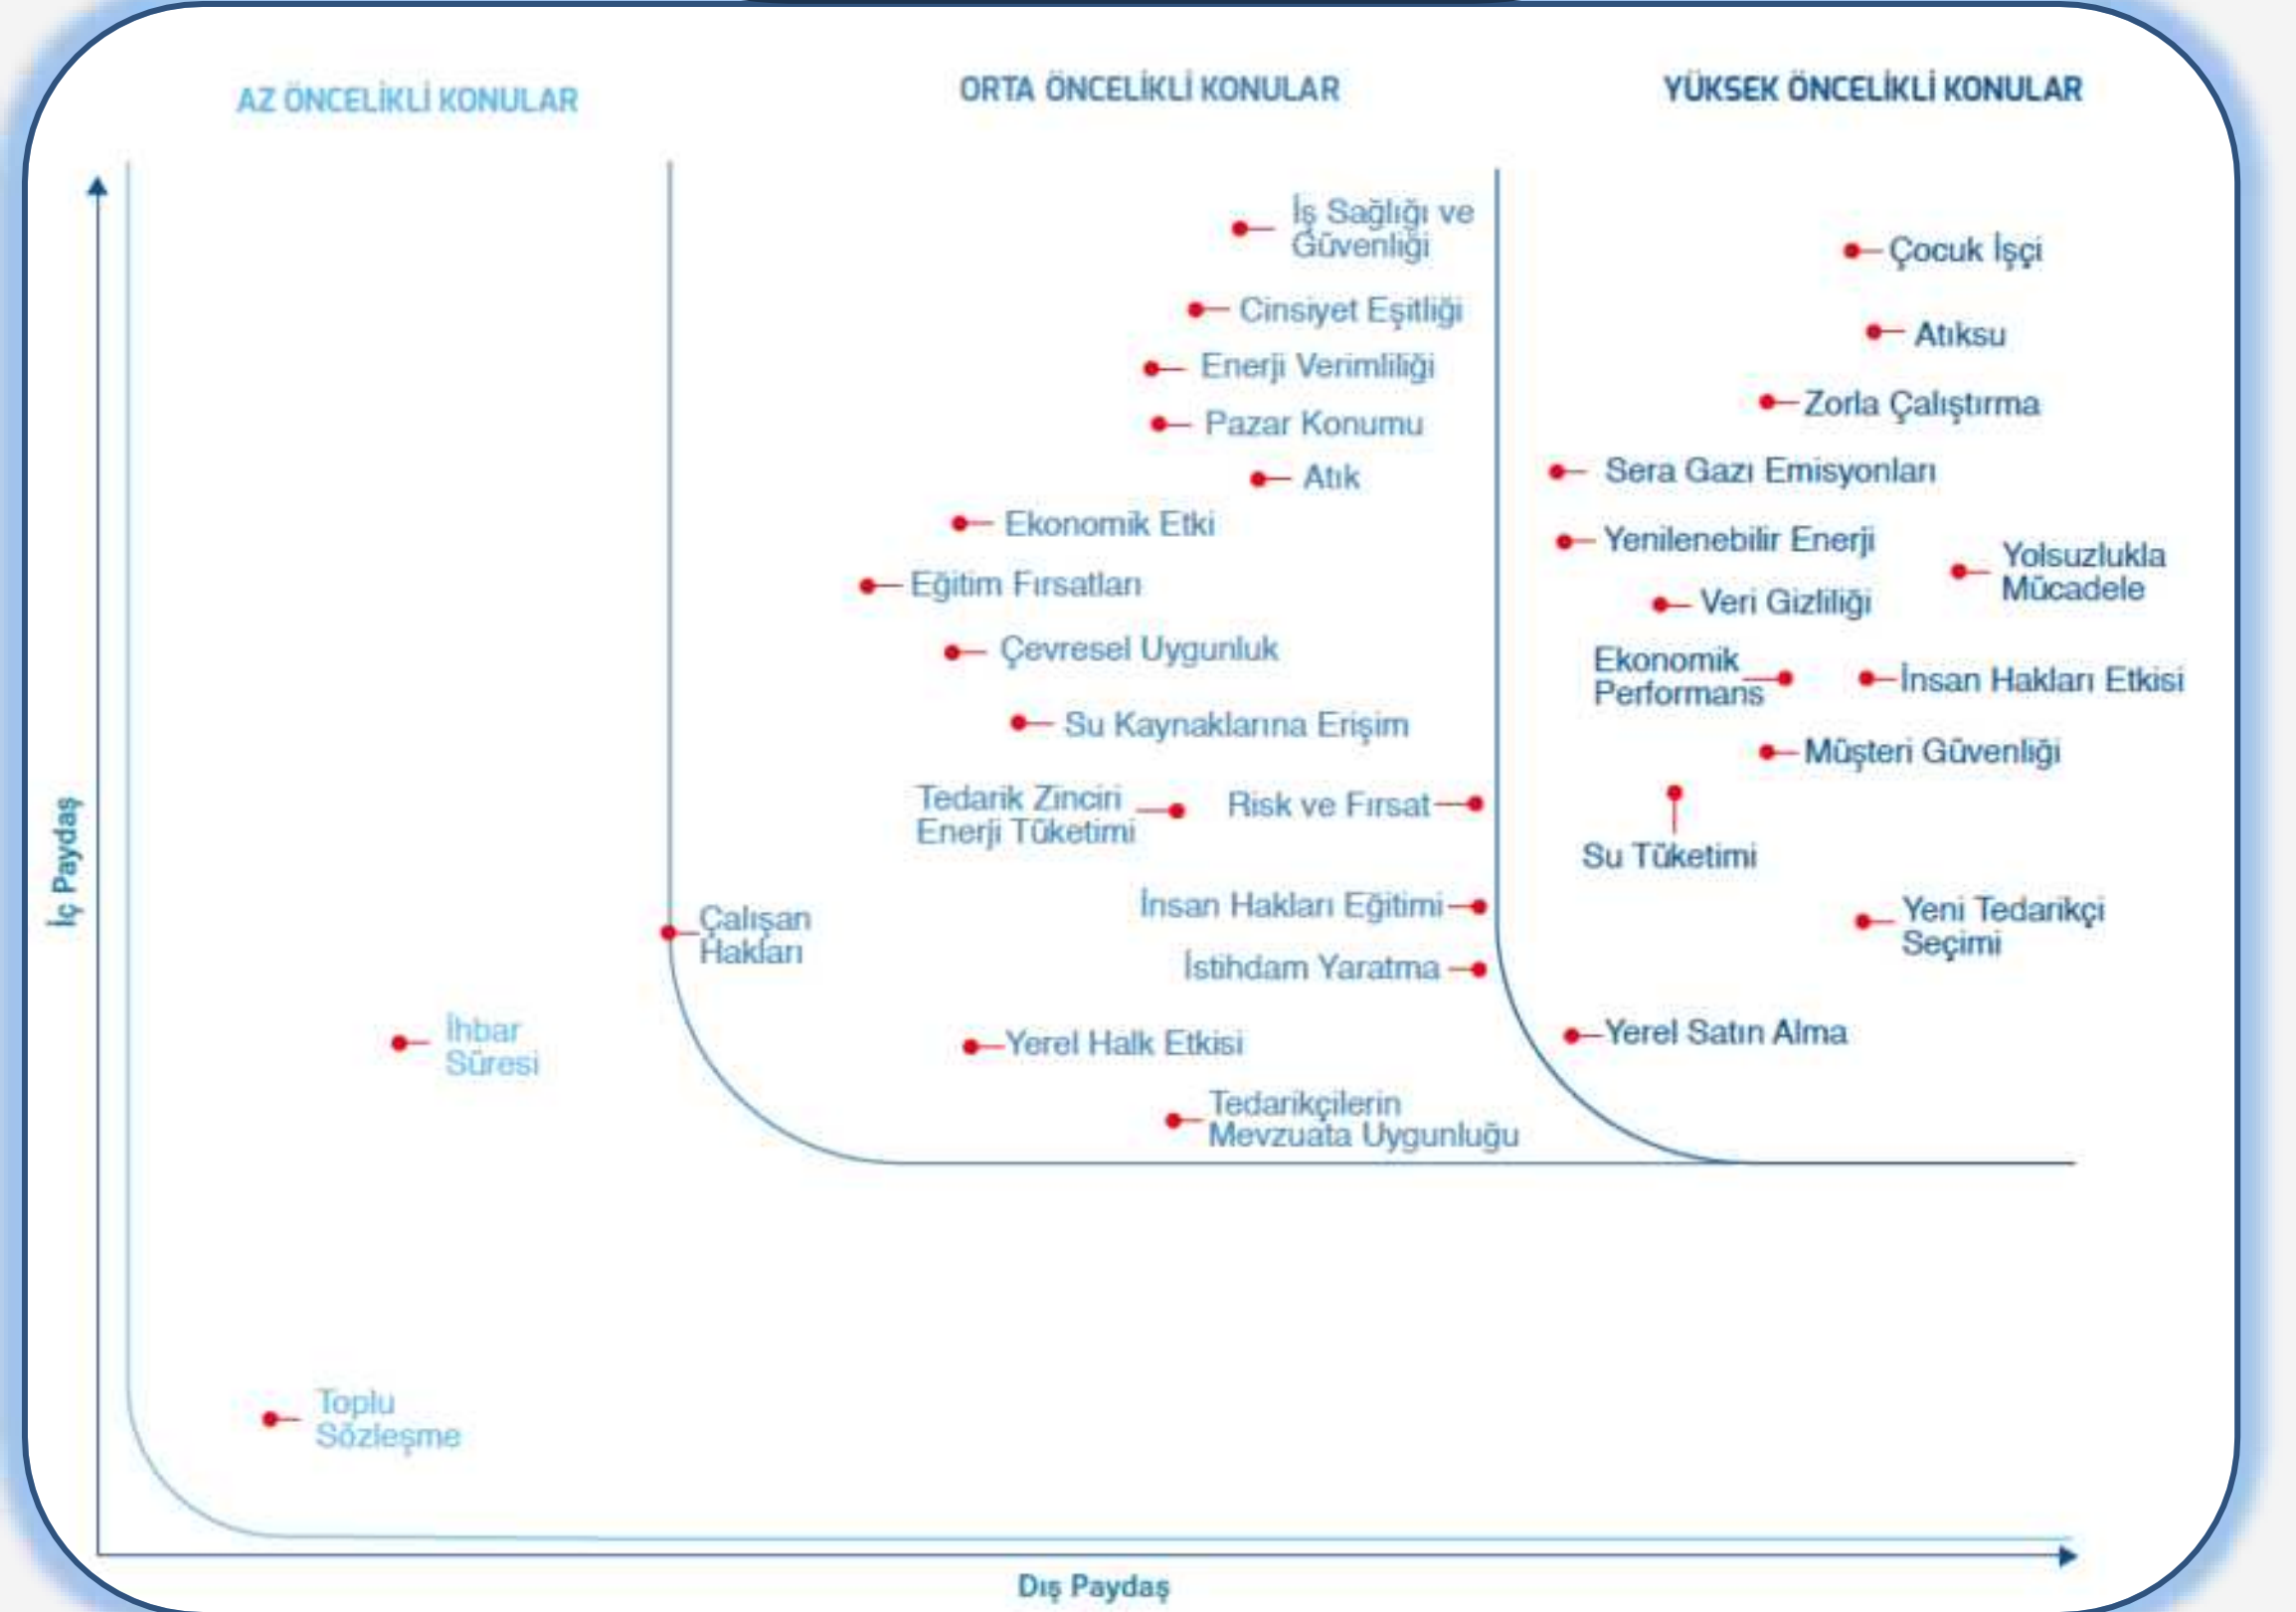 AZ ÖNCELİKLİ KONULAR
ORTA ÖNCELİKLİ KONULAR
YÜKSEK ÖNCELİKLİ KONULAR
İş Sağlığı ve
Güvenliği
Cinsiyet Eşitliği
Enerji Verimliliği
Pazar Konumu
Atık
Ekonomik Etki
Eğitim Fırsatları
Çevresel Uygunluk
Su Kaynaklarına Erişim
Tedarik Zinciri
Enerji Tüketimi
Risk ve Fırsat
İnsan Hakları Eğitimi
İstihdam Yaratma
Çalışan
Hakları
Yerel Halk Etkisi
Tedarikçilerin
Mevzuata Uygunluğu
Çocuk İşçi
Atıksu
Zorla Çalıştırma
Sera Gazı Emisyonları
Yenilenebilir Enerji
Yolsuzlukla
Mücadele
Veri Gizliliği
Ekonomik
Performans
İnsan Hakları Etkisi
Müşteri Güvenliği
Su Tüketimi
Yeni Tedarikçi
Seçimi
Yerel Satın Alma
İhbar
Süresi
Toplu
Sözleşme
İç Paydaş
Dış Paydaş